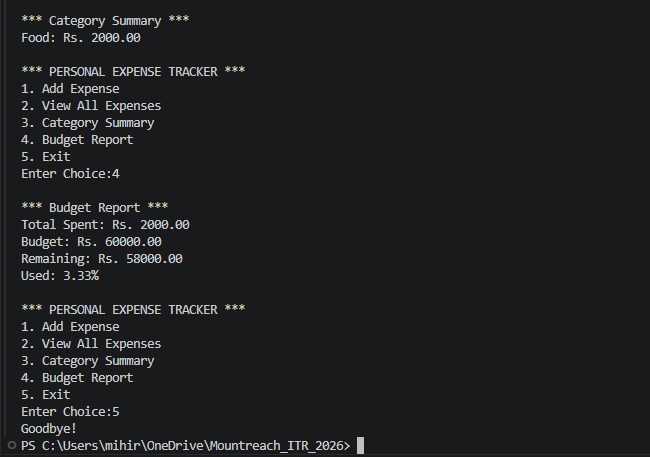 *** Category Summary ***
Food: Rs. 2000.00
*** PERSONAL EXPENSE TRACKER ***
1. Add Expense
2. View All Expenses
3. Category Summary
4. Budget Report
5. Exit
Enter Choice:4
*** Budget Report ***
Total Spent: Rs. 2000.00
Budget: Rs. 60000.00
Remaining: Rs. 58000.00
Used: 3.33%
*** PERSONAL EXPENSE TRACKER ***
1. Add Expense
2. View All Expenses
3. Category Summary
4. Budget Report
5. Exit
Enter Choice:5
Goodbye!
PS C:\Users\mihir\OneDrive\Mountreach_ITR_2026>